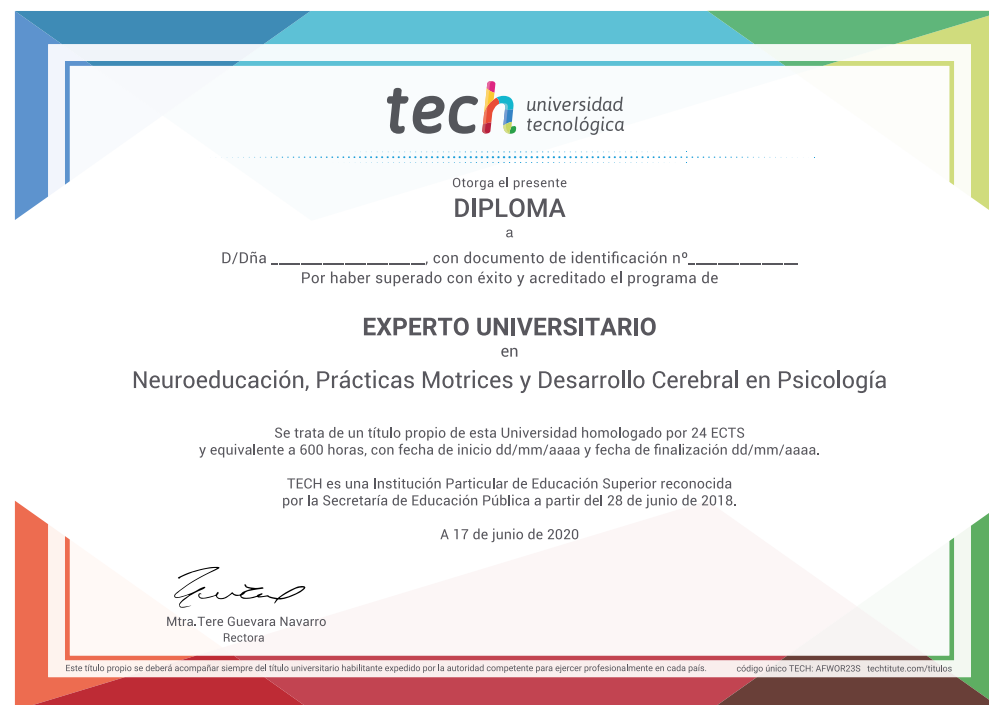 tech universidad
tecnológica
Otorga el presente
DIPLOMA
a
D/Dña ______________, con documento de identificación nº__________
Por haber superado con éxito y acreditado el programa de
EXPERTO UNIVERSITARIO
en
Neuroeducación, Prácticas Motrices y Desarrollo Cerebral en Psicología
Se trata de un título propio de esta Universidad homologado por 24 ECTS
y equivalente a 600 horas, con fecha de inicio dd/mm/aaaa y fecha de finalización dd/mm/aaaa.
TECH es una Institución Particular de Educación Superior reconocida
por la Secretaría de Educación Pública a partir del 28 de junio de 2018.
A 17 de junio de 2020
Mtra.Tere Guevara Navarro
Rectora
Este título propio se deberá acompañar siempre del título universitario habilitante expedido por la autoridad competente para ejercer profesionalmente en cada país. código único TECH: AFWOR23S techtitute.com/titulos